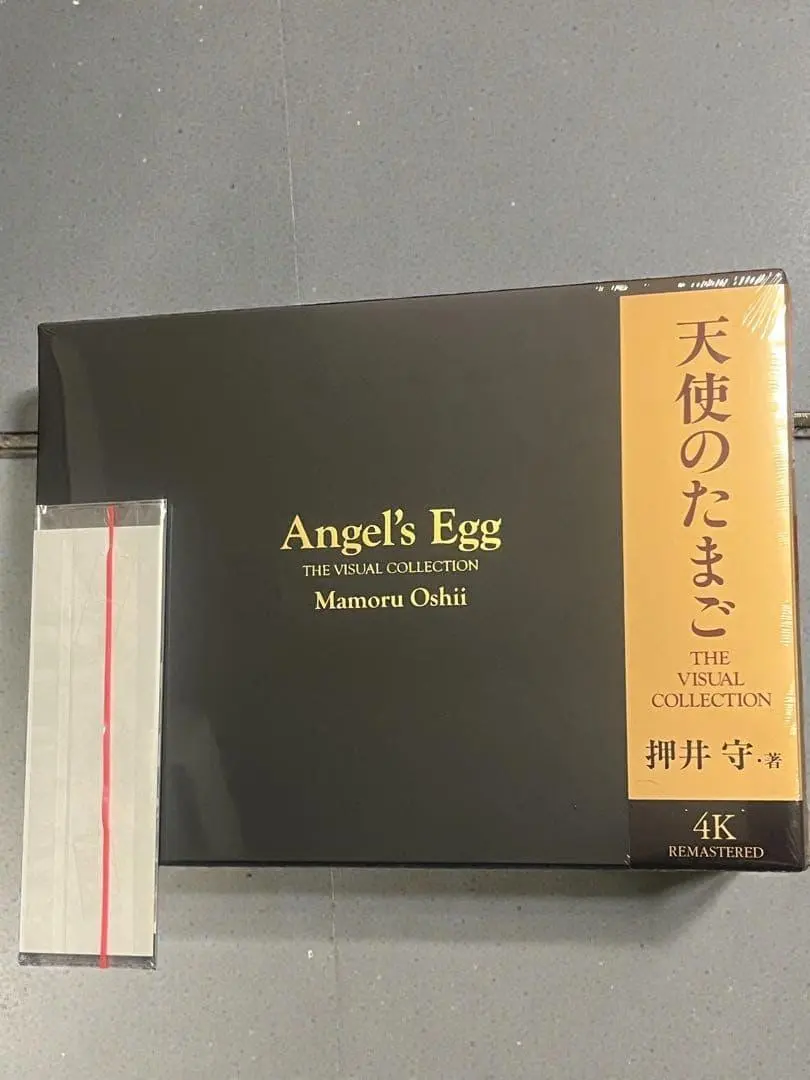 Angel's Egg
THE VISUAL COLLECTION
Mamoru Oshii
天使のたまご
THE
VISUAL
COLLECTION
押井 守・著
4K
REMASTERED